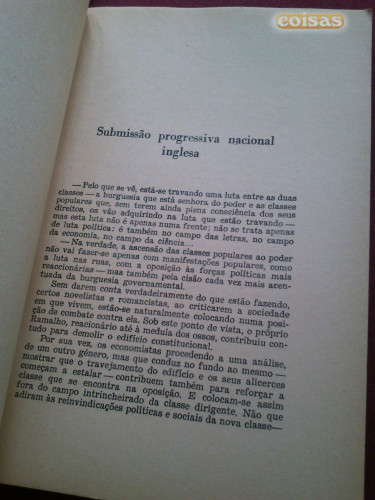 coisas
Submissão progressiva nacional
inglesa
—Pelo que se vê, está-se travando uma luta entre as duas
classes — a burguesia que está senhora do poder e as classes
populares que, sem terem ainda plena consciência dos seus
direitos, os vão adquirindo na luta que estão travando —
mas esta luta não é apenas numa frente; não se trata apenas
de luta política: é também no campo das letras, no campo
da economia, no campo da ciência...
—Na verdade, a ascensão das classes populares ao poder
não vai fazer-se apenas com manifestações populares, como
a luta nas ruas, com a oposição às forças políticas mais
reaccionárias — mas também pela cisão cada vez mais acen-
tuada da burguesia governamental.
Sem darem conta verdadeiramente do que estão fazendo,
certos novelistas e romancistas, ao criticarem a sociedade
em que vivem, estão-se naturalmente colocando numa posi-
ção de combate contra ela. Sob este ponto de vista, o próprio
Ramalho, reaccionário até à medula dos ossos, contribuiu con-
tudo para demolir o edifício constitucional.
Por sua vez, os economistas procedendo a uma análise,
de um outro género, mas que conduz no fundo ao mesmo —
mostrar que o travejamento do edifício e os seus alicerces
começam a estalar — contribuem também para reforçar a
classe que se encontra na oposição. E colocam-se assim
fora do campo intrincheirado da classe dirigente. Não que
adiram às reinvindicações políticas e sociais da nova classe—